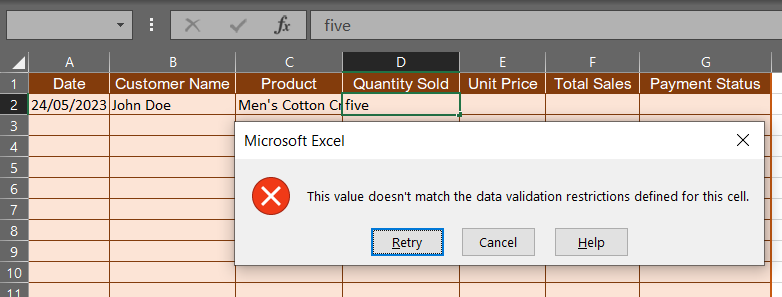 fx five
A B C D E F G
1 Date Customer Name Product Quantity Sold Unit Price Total Sales Payment Status
2 24/05/2023 John Doe Men's Cotton Cr five
3
4
5
6
7
8
9
10
11
Microsoft Excel
This value doesn't match the data validation restrictions defined for this cell.
Retry Cancel Help